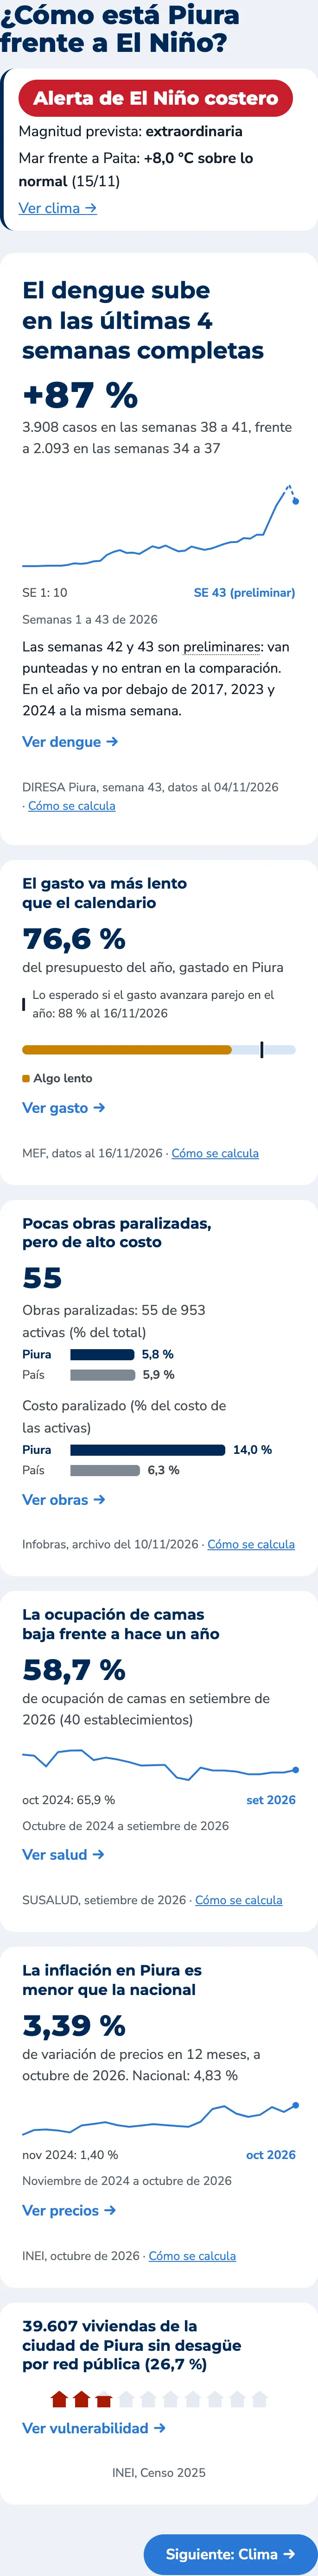 ¿Cómo está Piura
frente a El Niño?
Alerta de El Niño costero
Magnitud prevista: extraordinaria
Mar frente a Paita: +8,0 °C sobre lo
normal (15/11)
Ver clima →
El dengue sube
en las últimas 4
semanas completas
+87 %
3.908 casos en las semanas 38 a 41, frente
a 2.093 en las semanas 34 a 37
SE 1: 10
SE 43 (preliminar)
Semanas 1 a 43 de 2026
Las semanas 42 y 43 son preliminares: van
punteadas y no entran en la comparación.
En el año va por debajo de 2017, 2023 y
2024 a la misma semana.
Ver dengue →
DIRESA Piura, semana 43, datos al 04/11/2026
· Cómo se calcula
El gasto va más lento
que el calendario
76,6 %
del presupuesto del año, gastado en Piura
Lo esperado si el gasto avanzara parejo en el
año: 88 % al 16/11/2026
Algo lento
Ver gasto →
MEF, datos al 16/11/2026 · Cómo se calcula
Pocas obras paralizadas,
pero de alto costo
55
Obras paralizadas: 55 de 953
activas (% del total)
Piura 5,8 %
País 5,9 %
Costo paralizado (% del costo de
las activas)
Piura 14,0 %
País 6,3 %
Ver obras →
Infobras, archivo del 10/11/2026 · Cómo se calcula
La ocupación de camas
baja frente a hace un año
58,7 %
de ocupación de camas en setiembre de
2026 (40 establecimientos)
oct 2024: 65,9 %
set 2026
Octubre de 2024 a setiembre de 2026
Ver salud →
SUSALUD, setiembre de 2026 · Cómo se calcula
La inflación en Piura es
menor que la nacional
3,39 %
de variación de precios en 12 meses, a
octubre de 2026. Nacional: 4,83 %
nov 2024: 1,40 %
oct 2026
Noviembre de 2024 a octubre de 2026
Ver precios →
INEI, octubre de 2026 · Cómo se calcula
39.607 viviendas de la
ciudad de Piura sin desagüe
por red pública (26,7 %)
Ver vulnerabilidad →
INEI, Censo 2025
Siguiente: Clima →